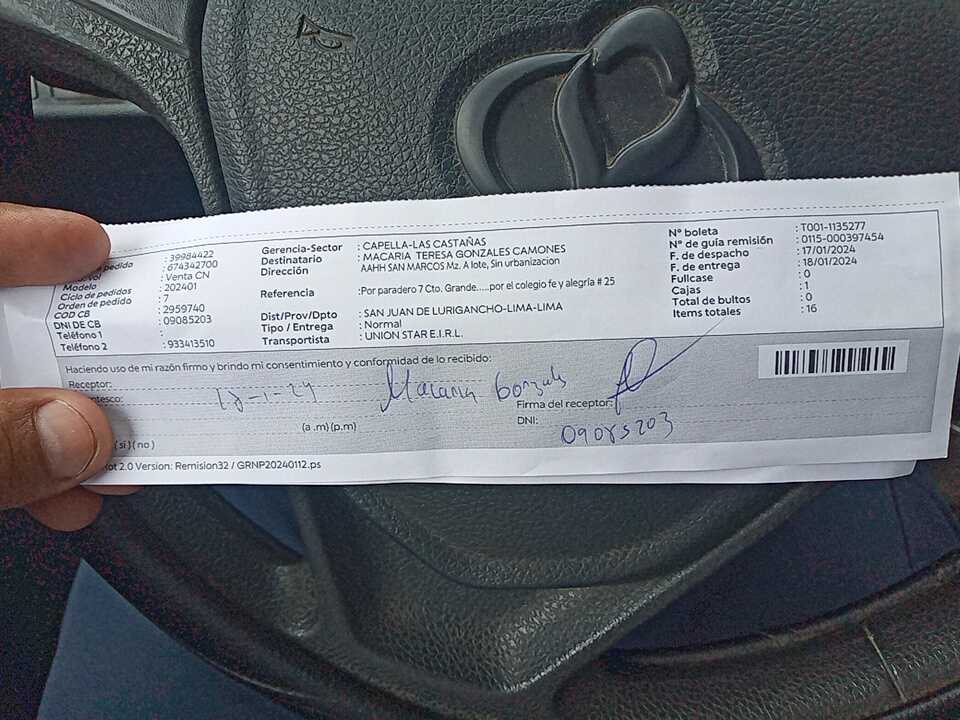 pedido : 39984422
: 674342700
Modelo : Venta CN
Ciclo de pedidos : 202401
Orden de pedido : 7
COD CB : 2959740
DNI DE CB : 09085203
Teléfono 1 :
Teléfono 2 : 933413510
Gerencia-Sector : CAPELLA-LAS CASTAÑAS
Destinatario : MACARIA TERESA GONZALES CAMONES
Dirección AAHH SAN MARCOS Mz. A lote, Sin urbanizacion
Referencia :Por paradero 7 Cto. Grande.....por el colegio fe y alegria # 25
Dist/Prov/Dpto : SAN JUAN DE LURIGANCHO-LIMA-LIMA
Tipo / Entrega : Normal
Transportista : UNION STAR E.I.R.L.
N° boleta : T001-1135277
N° de guía remisión : 0115-000397454
F. de despacho : 17/01/2024
F. de entrega : 18/01/2024
Fullcase : 0
Cajas : 1
Total de bultos : 0
Items totales : 16
Haciendo uso de mi razón firmo y brindo mi consentimiento y conformidad de lo recibido:
Receptor: 18-1-24 Macaria Gonzales
Firma del receptor:
(a .m) (p.m)
DNI: 09085203
(si) (no)
2.0 Version: Remision32 / GRNP20240112.ps